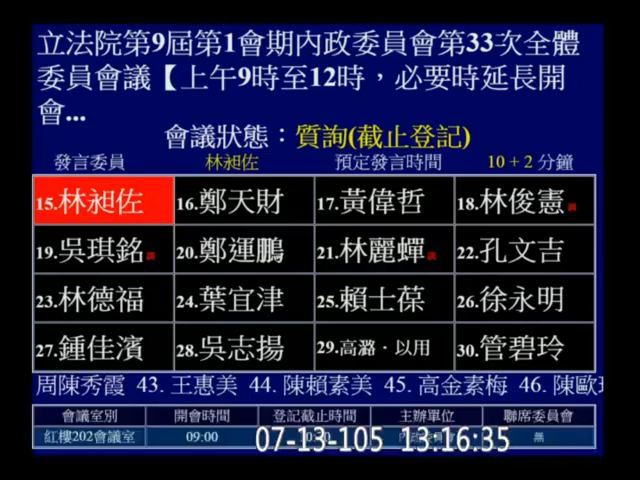 立法院第9屆第1會期內政委員會第33次全體
委員會議【上午9時至12時，必要時延長開
會...
會議狀態：質詢(截止登記)
發言委員 林昶佐 預定發言時間 10 + 2 分鐘
15.林昶佐 16.鄭天財 17.黃偉哲 18.林俊憲
19.吳琪銘 20.鄭運鵬 21.林麗蟬 22.孔文吉
23.林德福 24.葉宜津 25.賴士葆 26.徐永明
27.鍾佳濱 28.吳志揚 29.高潞．以用 30.管碧玲
周陳秀霞 43. 王惠美 44. 陳賴素美 45. 高金素梅 46. 陳歐
會議室別 開會時間 登記截止時間 主辦單位 聯席委員會
紅樓202會議室 09:00 無
07-13-105 13:16:35